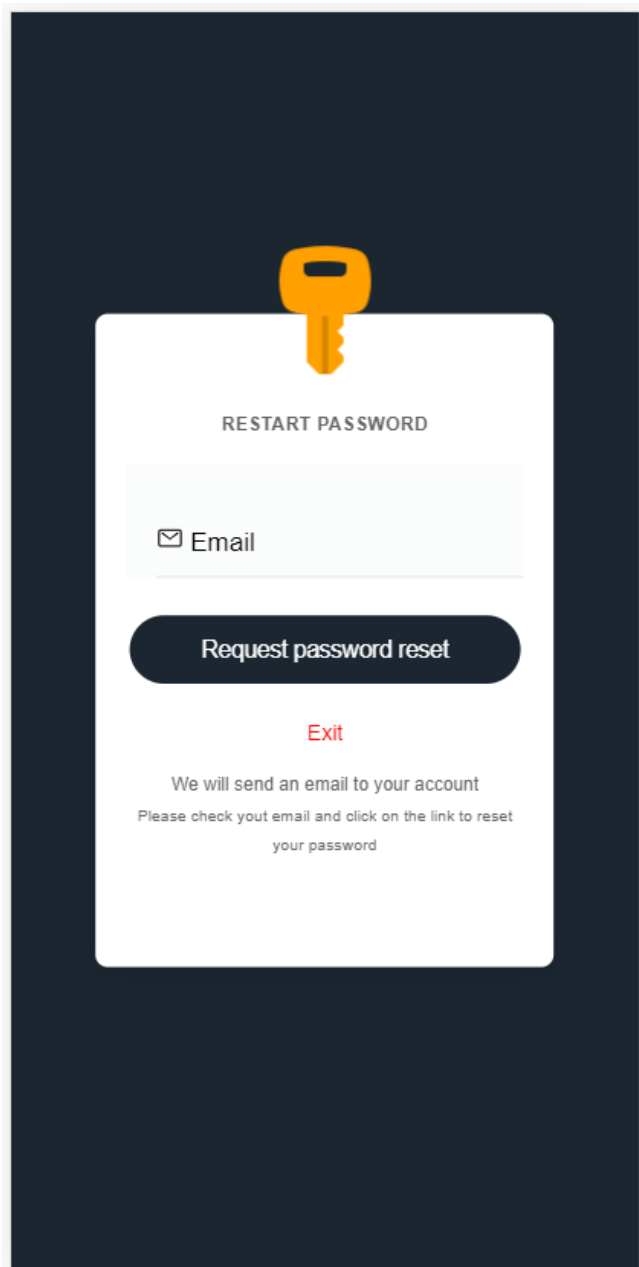 RESTART PASSWORD
Email
Request password reset
Exit
We will send an email to your account
Please check yout email and click on the link to reset
your password